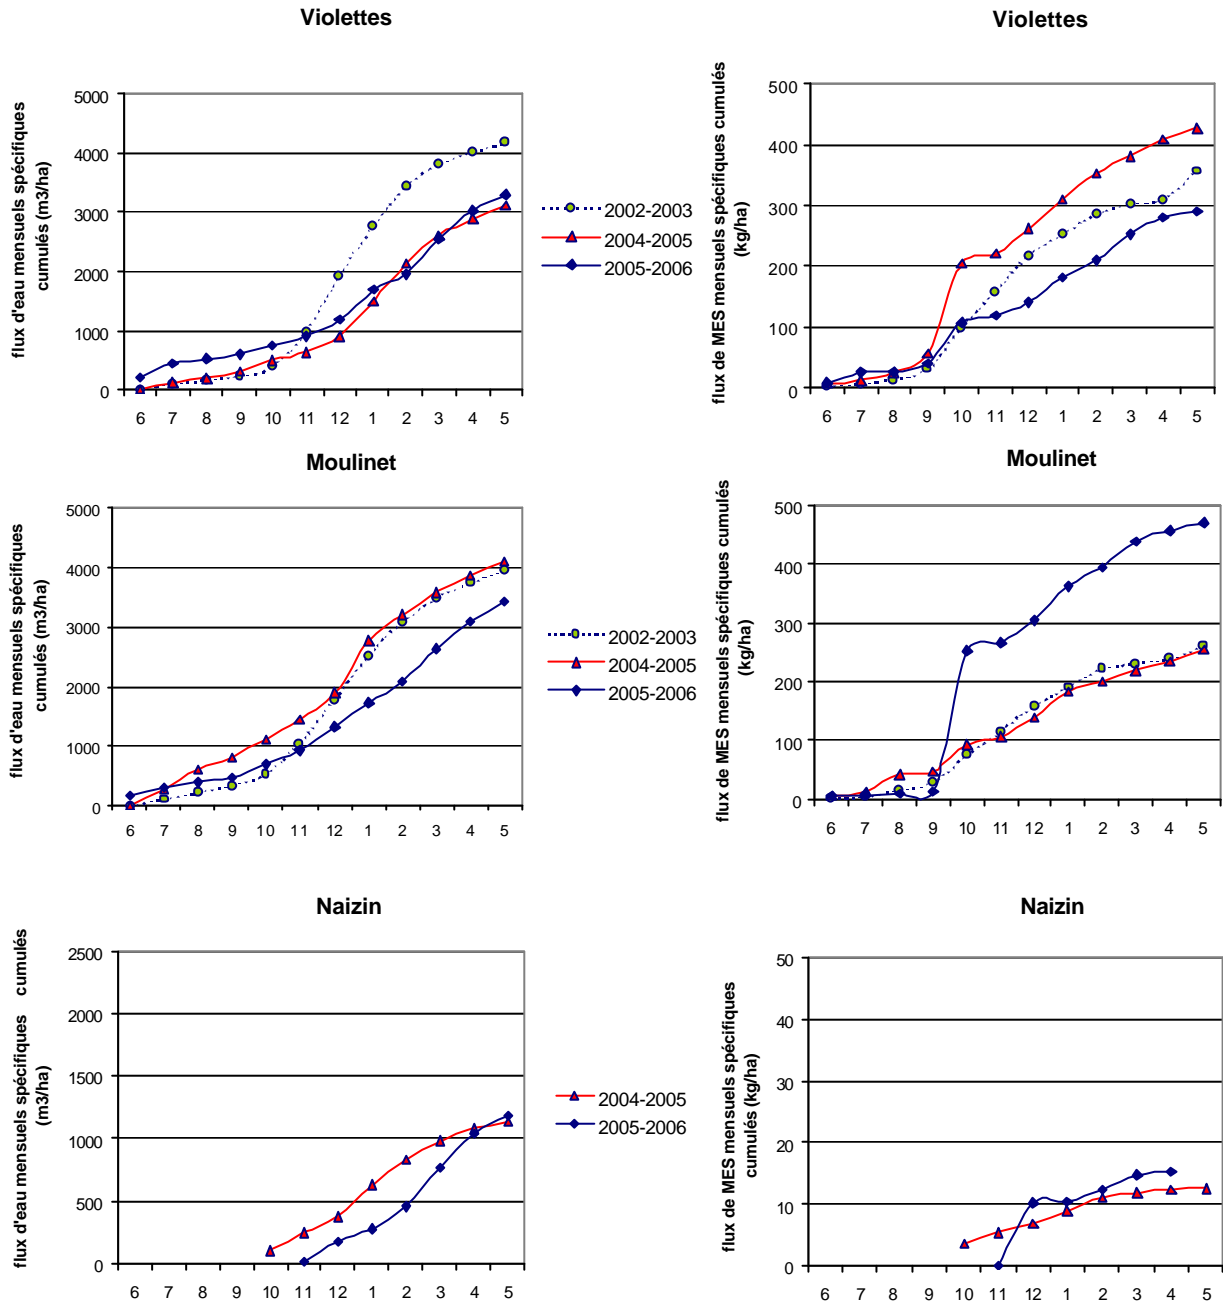 Violettes
flux d'eau mensuels spécifiques
cumulés (m3/ha)
5000
4000
3000
2000
1000
0
6 7 8 9 10 11 12 1 2 3 4 5
2002-2003
2004-2005
2005-2006
Violettes
flux de MES mensuels spécifiques cumulés
(kg/ha)
500
400
300
200
100
0
6 7 8 9 10 11 12 1 2 3 4 5
Moulinet
flux d'eau mensuels spécifiques
cumulés (m3/ha)
5000
4000
3000
2000
1000
0
6 7 8 9 10 11 12 1 2 3 4 5
2002-2003
2004-2005
2005-2006
Moulinet
flux de MES mensuels spécifiques cumulés
(kg/ha)
500
400
300
200
100
0
6 7 8 9 10 11 12 1 2 3 4 5
Naizin
flux d'eau mensuels spécifiques cumulés
(m3/ha)
2500
2000
1500
1000
500
0
6 7 8 9 10 11 12 1 2 3 4 5
2004-2005
2005-2006
Naizin
flux de MES mensuels spécifiques
cumulés (kg/ha)
50
40
30
20
10
0
6 7 8 9 10 11 12 1 2 3 4 5